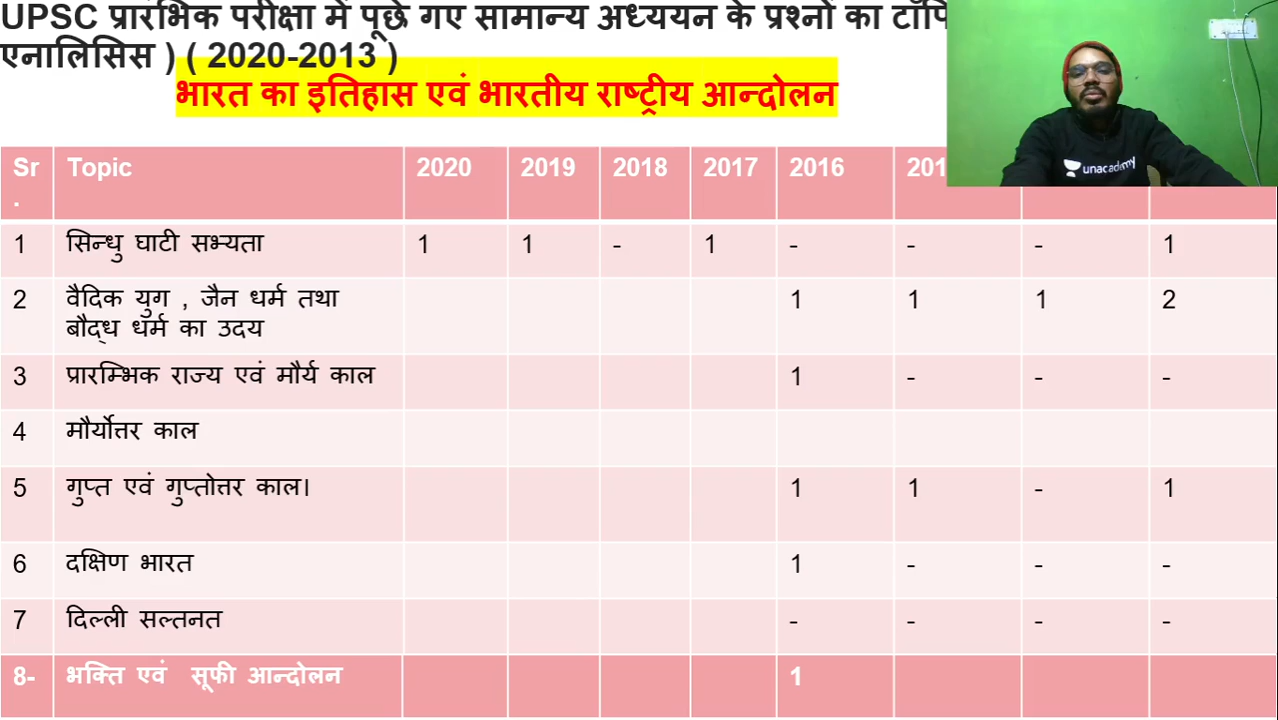 UPSC प्रारंभिक परीक्षा में पूछे गए सामान्य अध्ययन के प्रश्नों का
एनालिसिस ) ( 2020-2013 )
भारत का इतिहास एवं भारतीय राष्ट्रीय आन्दोलन
Sr. Topic 2020 2019 2018 2017 2016
1 सिन्धु घाटी सभ्यता 1 1 - 1 - - - 1
2 वैदिक युग , जैन धर्म तथा 1 1 1 2
बौद्ध धर्म का उदय
3 प्रारम्भिक राज्य एवं मौर्य काल 1 - - -
4 मौर्योत्तर काल
5 गुप्त एवं गुप्तोत्तर काल। 1 1 - 1
6 दक्षिण भारत 1 - - -
7 दिल्ली सल्तनत - - - -
8- भक्ति एवं सूफी आन्दोलन 1
unacademy